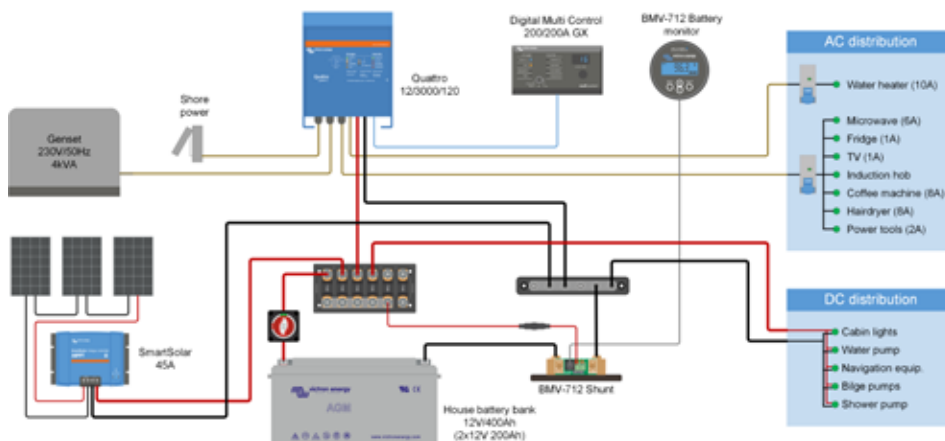 Digital Multi Control
200/200A GX
BMV-712 Battery
monitor
AC distribution
Quattro
12/3000/120
Shore
power
Genset
230V/50Hz
4kVA
Water heater (10A)
Microwave (6A)
Fridge (1A)
TV (1A)
Induction hob
Coffee machine (8A)
Hairdryer (8A)
Power tools (2A)
DC distribution
Cabin lights
Water pump
Navigation equip.
Bilge pumps
Shower pump
SmartSolar
45A
victron energy
AGM
BMV-712 Shunt
House battery bank
12V/400Ah
(2x12V 200Ah)